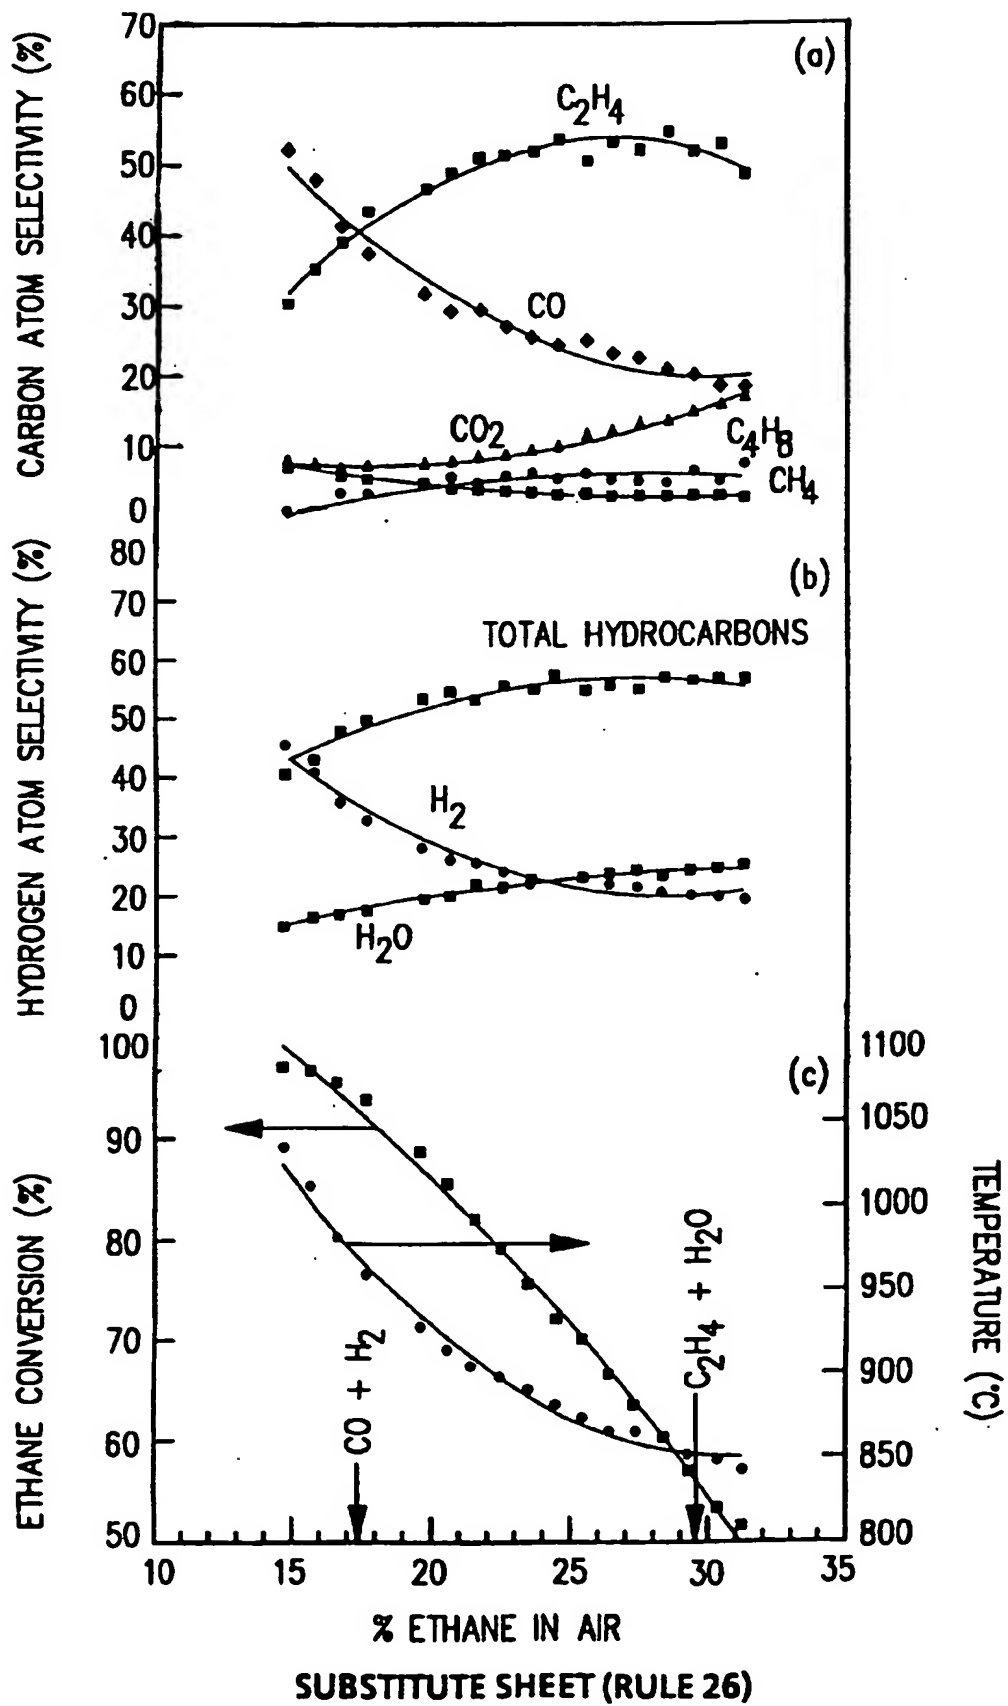 (a)
CARBON ATOM SELECTIVITY (%)
70
60
50
40
30
20
10
0
C2H4
CO
CO2
C4H8
CH4
(b)
HYDROGEN ATOM SELECTIVITY (%)
80
70
60
50
40
30
20
10
0
TOTAL HYDROCARBONS
H2
H2O
(c)
ETHANE CONVERSION (%)
100
90
80
70
60
50
CO + H2
C2H4 + H2O
1100
1050
1000
950
900
850
800
TEMPERATURE (°C)
10 15 20 25 30 35
% ETHANE IN AIR
SUBSTITUTE SHEET (RULE 26)